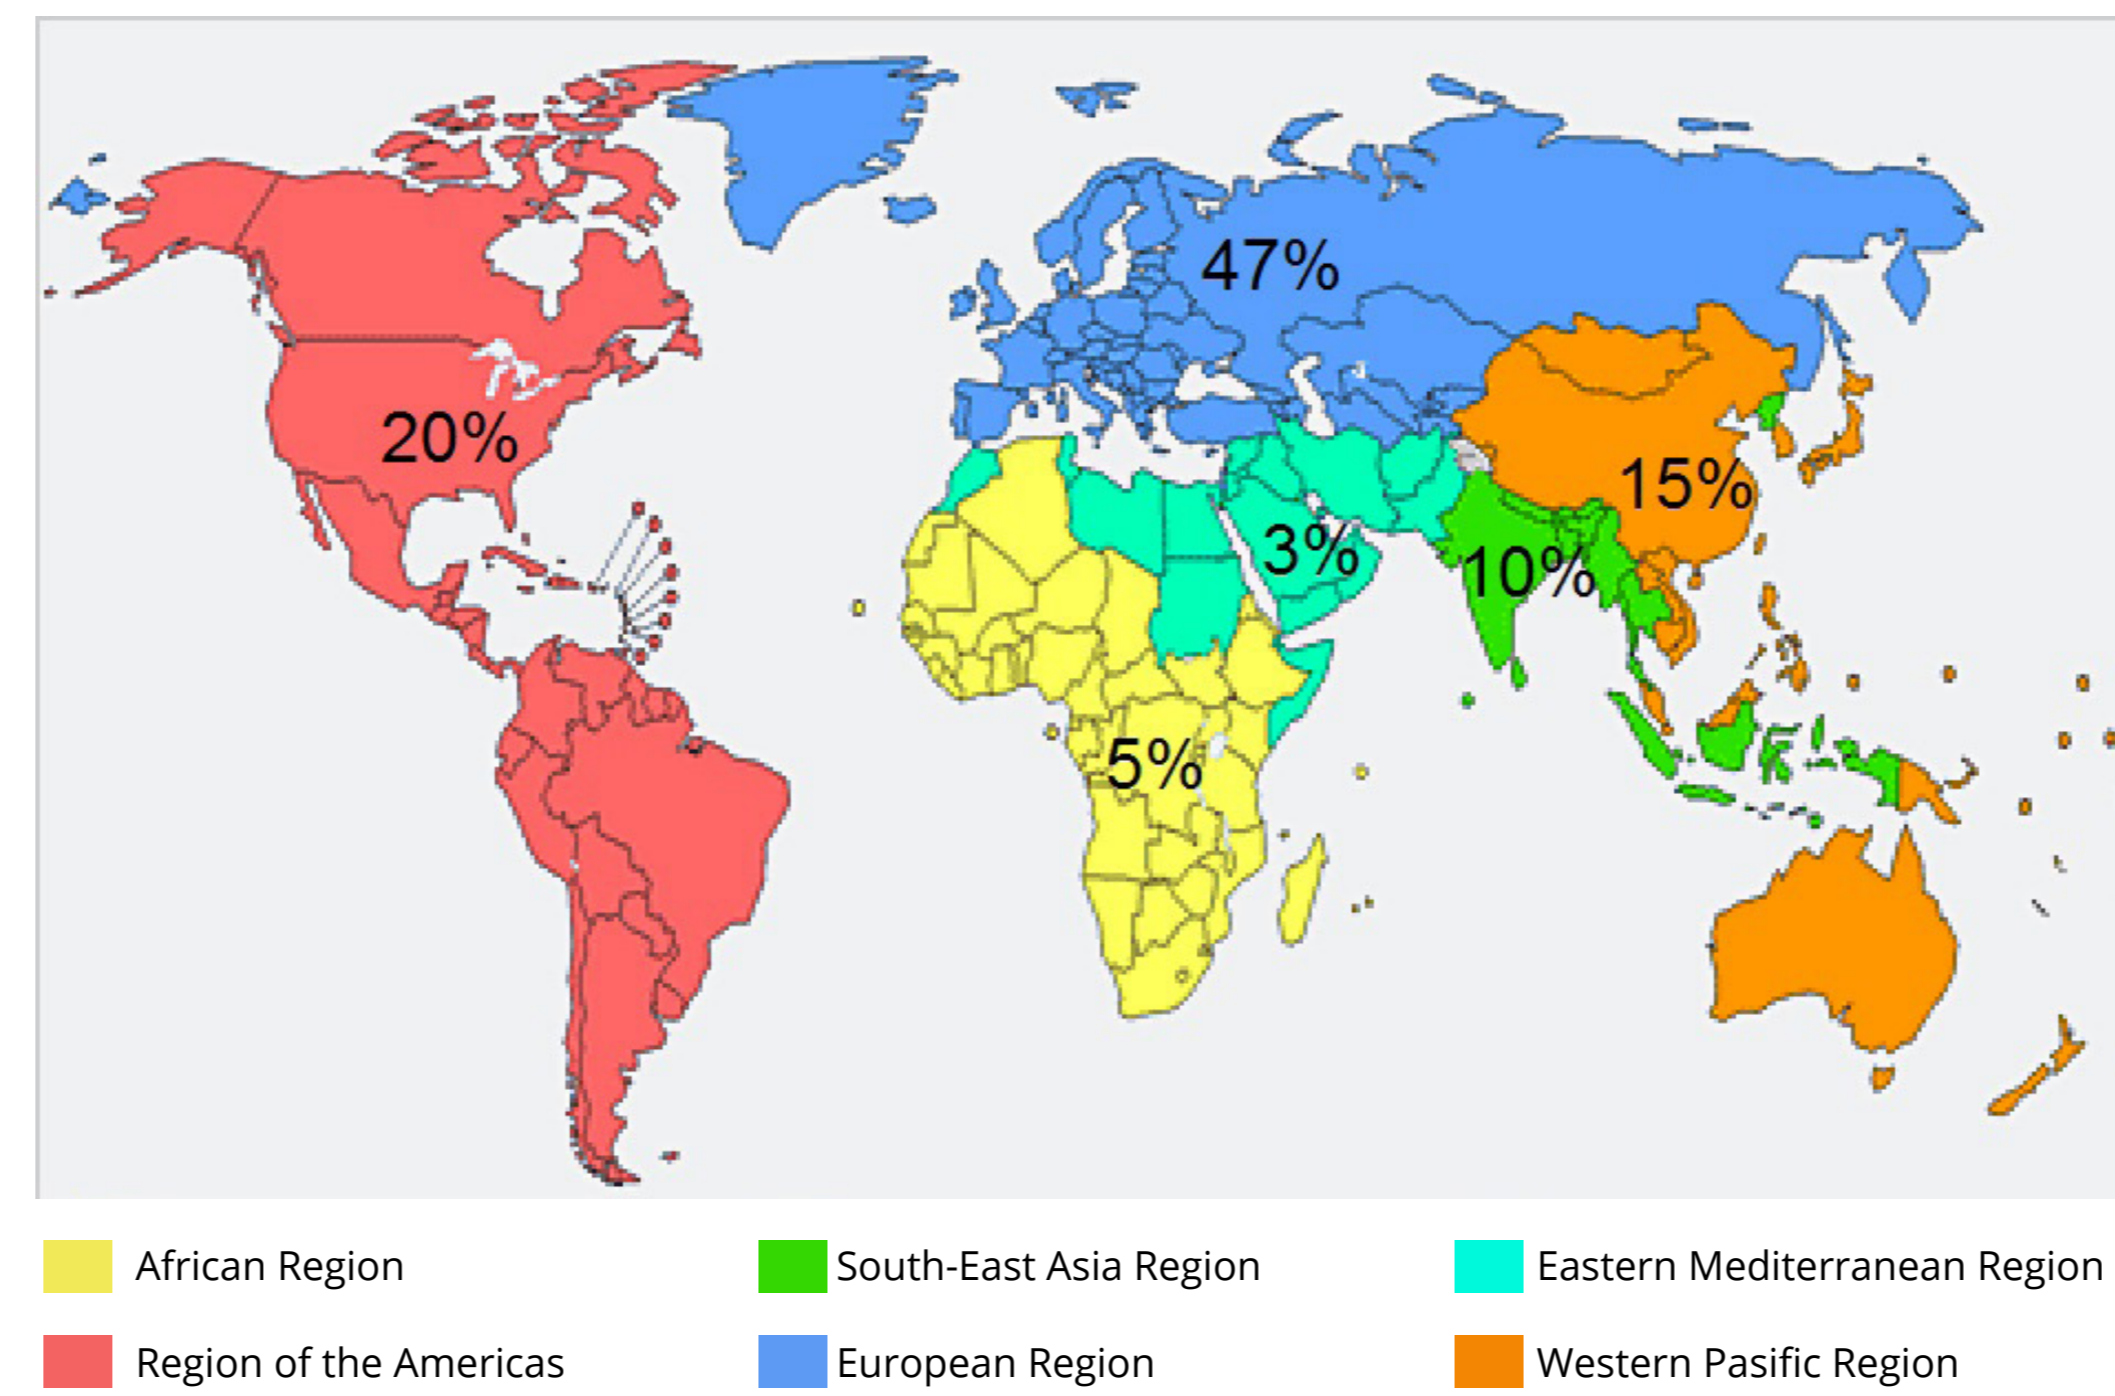 47%
20%
15%
3%
10%
5%
African Region
South-East Asia Region
Eastern Mediterranean Region
Region of the Americas
European Region
Western Pasific Region